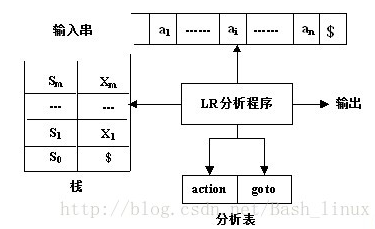 输入串
a1 ------ ai ------ an $
Sm Xm
--- ---
S1 X1
S0 $
栈
LR分析程序
输出
action goto
分析表
http://blog.csdn.net/Bash_linux